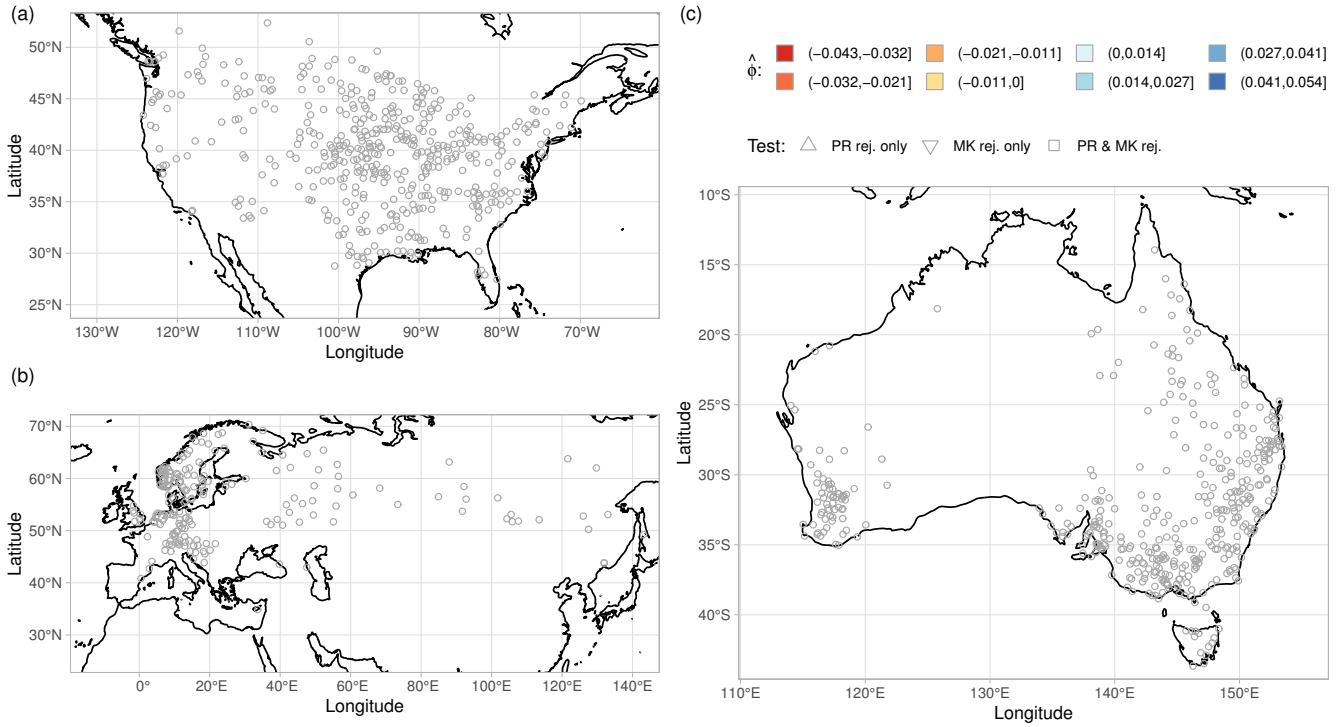 (a)
50°N
45°N
40°N
35°N
30°N
25°N
Latitude
130°W 120°W 110°W 100°W 90°W 80°W 70°W
Longitude
(b)
70°N
60°N
50°N
40°N
30°N
Latitude
0° 20°E 40°E 60°E 80°E 100°E 120°E 140°E
Longitude
(c)
ϕ̂: (−0.043,−0.032] (−0.021,−0.011] (0,0.014] (0.027,0.041]
(−0.032,−0.021] (−0.011,0] (0.014,0.027] (0.041,0.054]
Test: PR rej. only MK rej. only PR & MK rej.
10°S
15°S
20°S
25°S
30°S
35°S
40°S
Latitude
110°E 120°E 130°E 140°E 150°E
Longitude